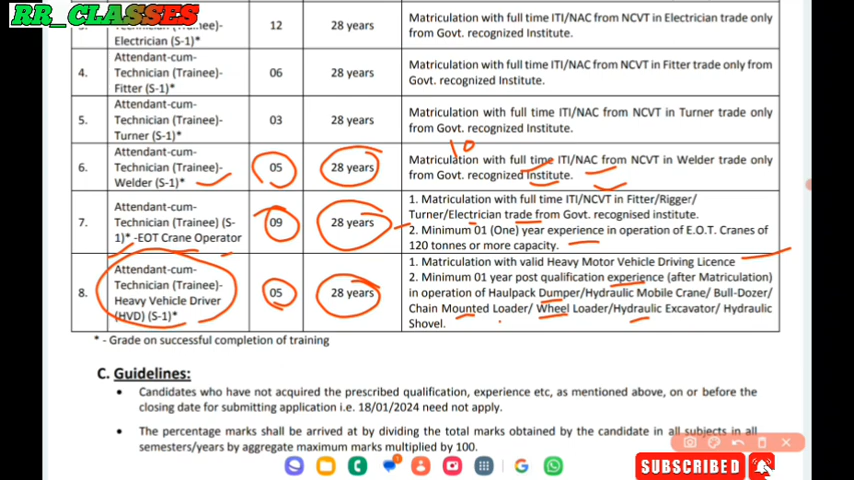 RR_CLASSES
3.
Technician (Trainee)-
Electrician (S-1)*
12
28 years
Matriculation with full time ITI/NAC from NCVT in Electrician trade only
from Govt. recognized Institute.
4.
Attendant-cum-
Technician (Trainee)-
Fitter (S-1)*
06
28 years
Matriculation with full time ITI/NAC from NCVT in Fitter trade only from
Govt. recognized Institute.
5.
Attendant-cum-
Technician (Trainee)-
Turner (S-1)*
03
28 years
Matriculation with full time ITI/NAC from NCVT in Turner trade only
from Govt. recognized Institute.
10
6.
Attendant-cum-
Technician (Trainee)-
Welder (S-1)*
05
28 years
Matriculation with full time ITI/NAC from NCVT in Welder trade only
from Govt. recognized Institute.
7.
Attendant-cum-
Technician (Trainee) (S-
1)* -EOT Crane Operator
09
28 years
1. Matriculation with full time ITI/NCVT in Fitter/Rigger/
Turner/Electrician trade from Govt. recognised institute.
2. Minimum 01 (One) year experience in operation of E.O.T. Cranes of
120 tonnes or more capacity.
8.
Attendant-cum-
Technician (Trainee)-
Heavy Vehicle Driver
(HVD) (S-1)*
05
28 years
1. Matriculation with valid Heavy Motor Vehicle Driving Licence
2. Minimum 01 year post qualification experience (after Matriculation)
in operation of Haulpack Dumper/Hydraulic Mobile Crane/ Bull-Dozer/
Chain Mounted Loader/ Wheel Loader/Hydraulic Excavator/ Hydraulic
Shovel.
* - Grade on successful completion of training
C. Guidelines:
• Candidates who have not acquired the prescribed qualification, experience etc, as mentioned above, on or before the
closing date for submitting application i.e. 18/01/2024 need not apply.
• The percentage marks shall be arrived at by dividing the total marks obtained by the candidate in all subjects in all
semesters/years by aggregate maximum marks multiplied by 100.
SUBSCRIBED